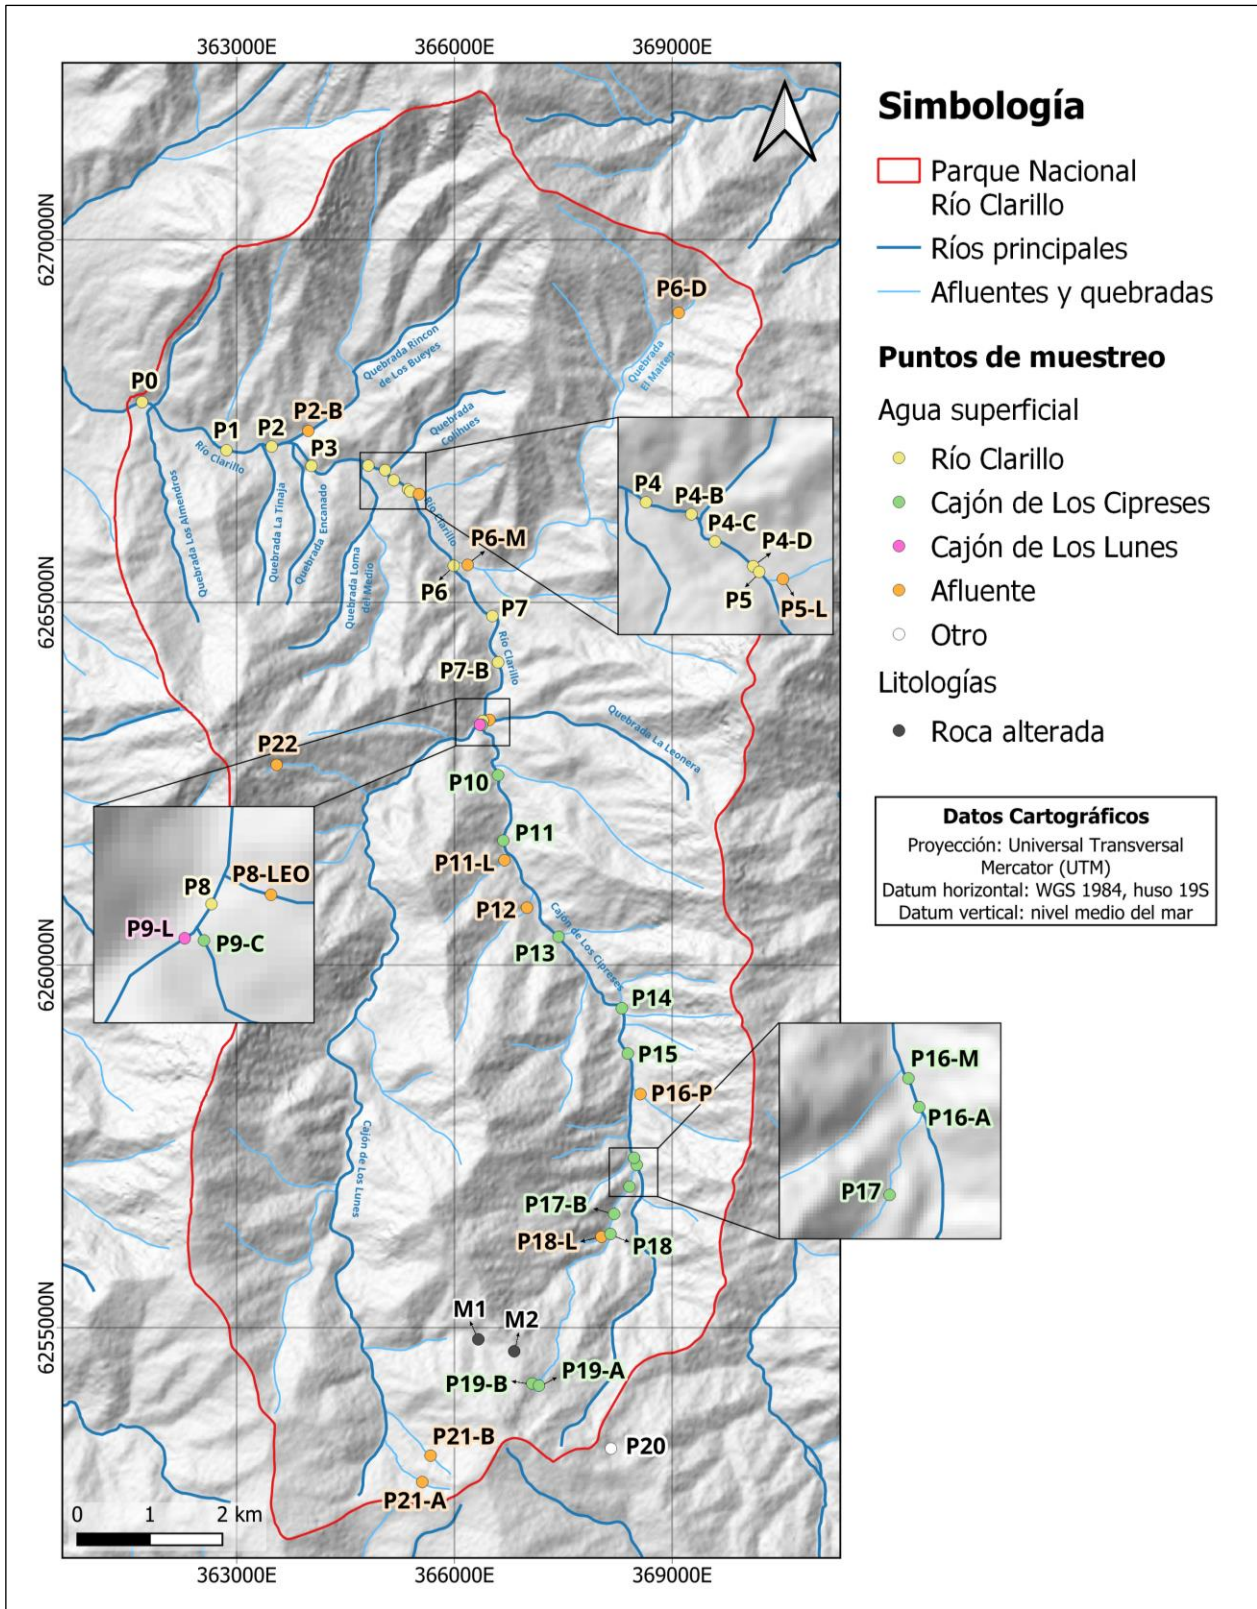 363000E
366000E
369000E
6270000N
6265000N
6260000N
6255000N
P6-D
Quebrada
El Maiten
Quebrada Rincon
de Los Bueyes
P0
P1
P2
P2-B
P3
Río Clarillo
Quebrada
Colihues
Quebrada Los Almendros
Quebrada La Tinaja
Quebrada Encanado
Quebrada Loma
del Medio
Río Clarillo
P4
P4-B
P4-C
P4-D
P5
P5-L
P6-M
P6
P7
P7-B
Río Clarillo
Quebrada La Leonera
P22
P8
P8-LEO
P9-L
P9-C
P10
P11
P11-L
P12
P13
Cajón de Los Cipreses
P14
P15
P16-P
P16-M
P16-A
P17
P17-B
P18-L
P18
Cajón de Los Lunes
M1
M2
P19-B
P19-A
P20
P21-B
P21-A
0
1
2 km
363000E
366000E
369000E
Simbología
Parque Nacional
Río Clarillo
Ríos principales
Afluentes y quebradas
Puntos de muestreo
Agua superficial
Río Clarillo
Cajón de Los Cipreses
Cajón de Los Lunes
Afluente
Otro
Litologías
Roca alterada
Datos Cartográficos
Proyección: Universal Transversal
Mercator (UTM)
Datum horizontal: WGS 1984, huso 19S
Datum vertical: nivel medio del mar